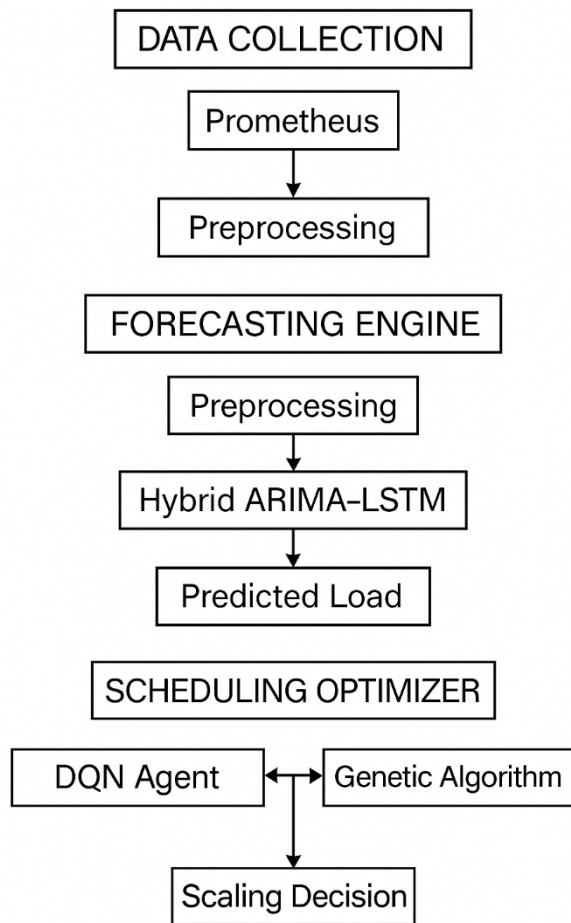 DATA COLLECTION
Prometheus
Preprocessing
FORECASTING ENGINE
Preprocessing
Hybrid ARIMA–LSTM
Predicted Load
SCHEDULING OPTIMIZER
DQN Agent
Genetic Algorithm
Scaling Decision